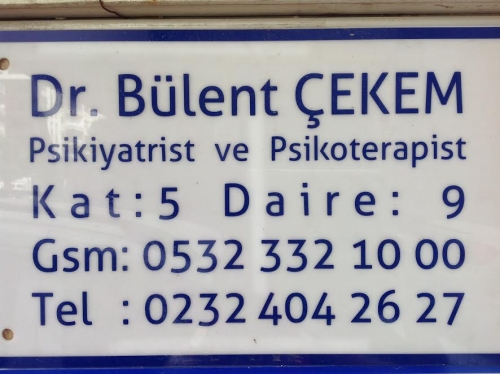 Dr. Bülent ÇEKEM
Psikiyatrist ve Psikoterapist
Kat: 5 Daire: 9
Gsm: 0532 332 10 00
Tel : 0232 404 26 27